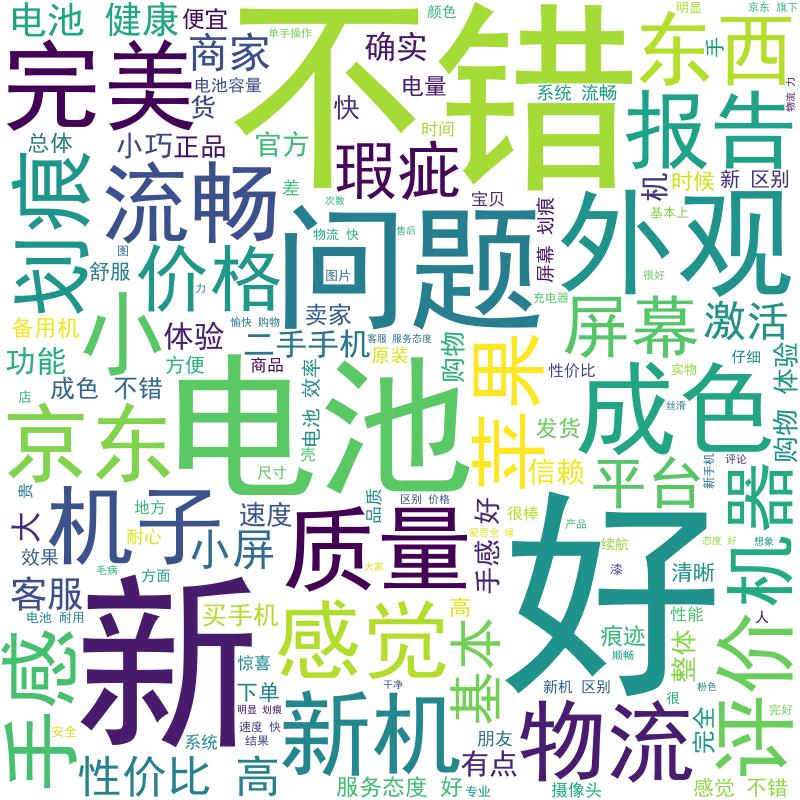 电池 健康
便宜
单手操作
颜色
明显
京东 旗下
不错
完美
商家
确实
东西
手
电池容量
货
快
电量
系统 流畅
物流 力
总体
小巧
正品
官方
时间
瑕疵
报告
划痕
流畅
差
宝贝
机
时候
新 区别
次数
屏幕 划痕
基本上
问题
外观
图
物流 快
售后
舒服
价格
力
图片
很好
小
卖家
愉快 购物
充电器
备用机
体验
二手手机
客服 服务态度
屏幕
激活
功能
方便
商品
原装
购物
苹果
性价比
仔细
购物 体验
成色 不错
电池 效率
实物
店
京东
电池
成色
丝滑
壳
尺寸
发货
信赖
平台
新手机
评论
机器
贵
大
机子
地方
耐心
速度
质量
品质
区别 价格
手感 好
很棒
好
产品
态度 好
效果
小屏
爱思全 绿
续航
想象
毛病
方面
大家
漆
清晰
客服
电池 耐用
新
买手机
感觉
高
性能
人
手感
基本
痕迹
整体
评价
惊喜
顺畅
下单
干净
新机 区别
很
粉色
明显 划痕
新机
物流
完全
完好
安全
速度 快
系统
结果
朋友
有点
性价比
高
服务态度 好
专业
摄像头
感觉 不错